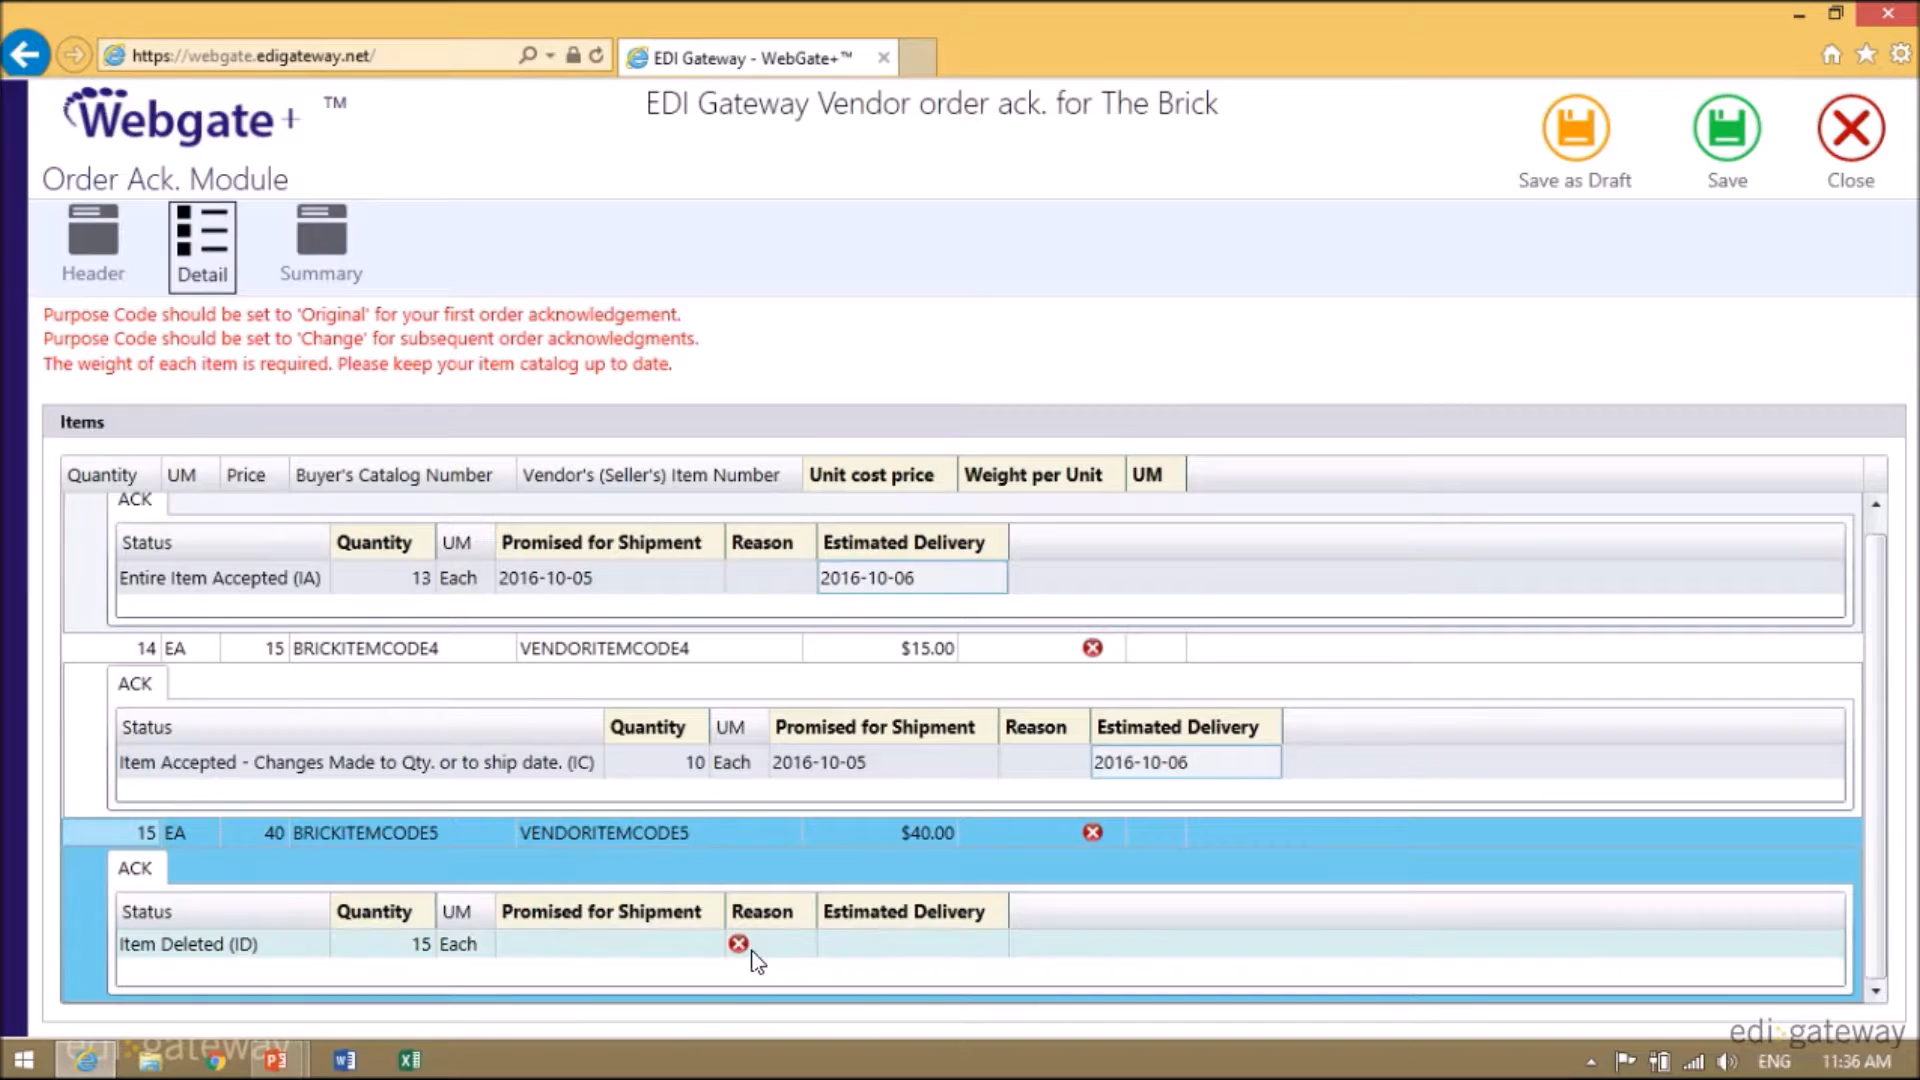 https://webgate.edigateway.net/
EDI Gateway - WebGate+™
Webgate+ ™
EDI Gateway Vendor order ack. for The Brick
Order Ack. Module
Save as Draft Save Close
Header Detail Summary
Purpose Code should be set to 'Original' for your first order acknowledgement.
Purpose Code should be set to 'Change' for subsequent order acknowledgments.
The weight of each item is required. Please keep your item catalog up to date.
Items
Quantity UM Price Buyer's Catalog Number Vendor's (Seller's) Item Number Unit cost price Weight per Unit UM
ACK
Status Quantity UM Promised for Shipment Reason Estimated Delivery
Entire Item Accepted (IA) 13 Each 2016-10-05 2016-10-06
14 EA 15 BRICKITEMCODE4 VENDORITEMCODE4 $15.00
ACK
Status Quantity UM Promised for Shipment Reason Estimated Delivery
Item Accepted - Changes Made to Qty. or to ship date. (IC) 10 Each 2016-10-05 2016-10-06
15 EA 40 BRICKITEMCODE5 VENDORITEMCODE5 $40.00
ACK
Status Quantity UM Promised for Shipment Reason Estimated Delivery
Item Deleted (ID) 15 Each
edi gateway
edi gateway
ENG 11:36 AM